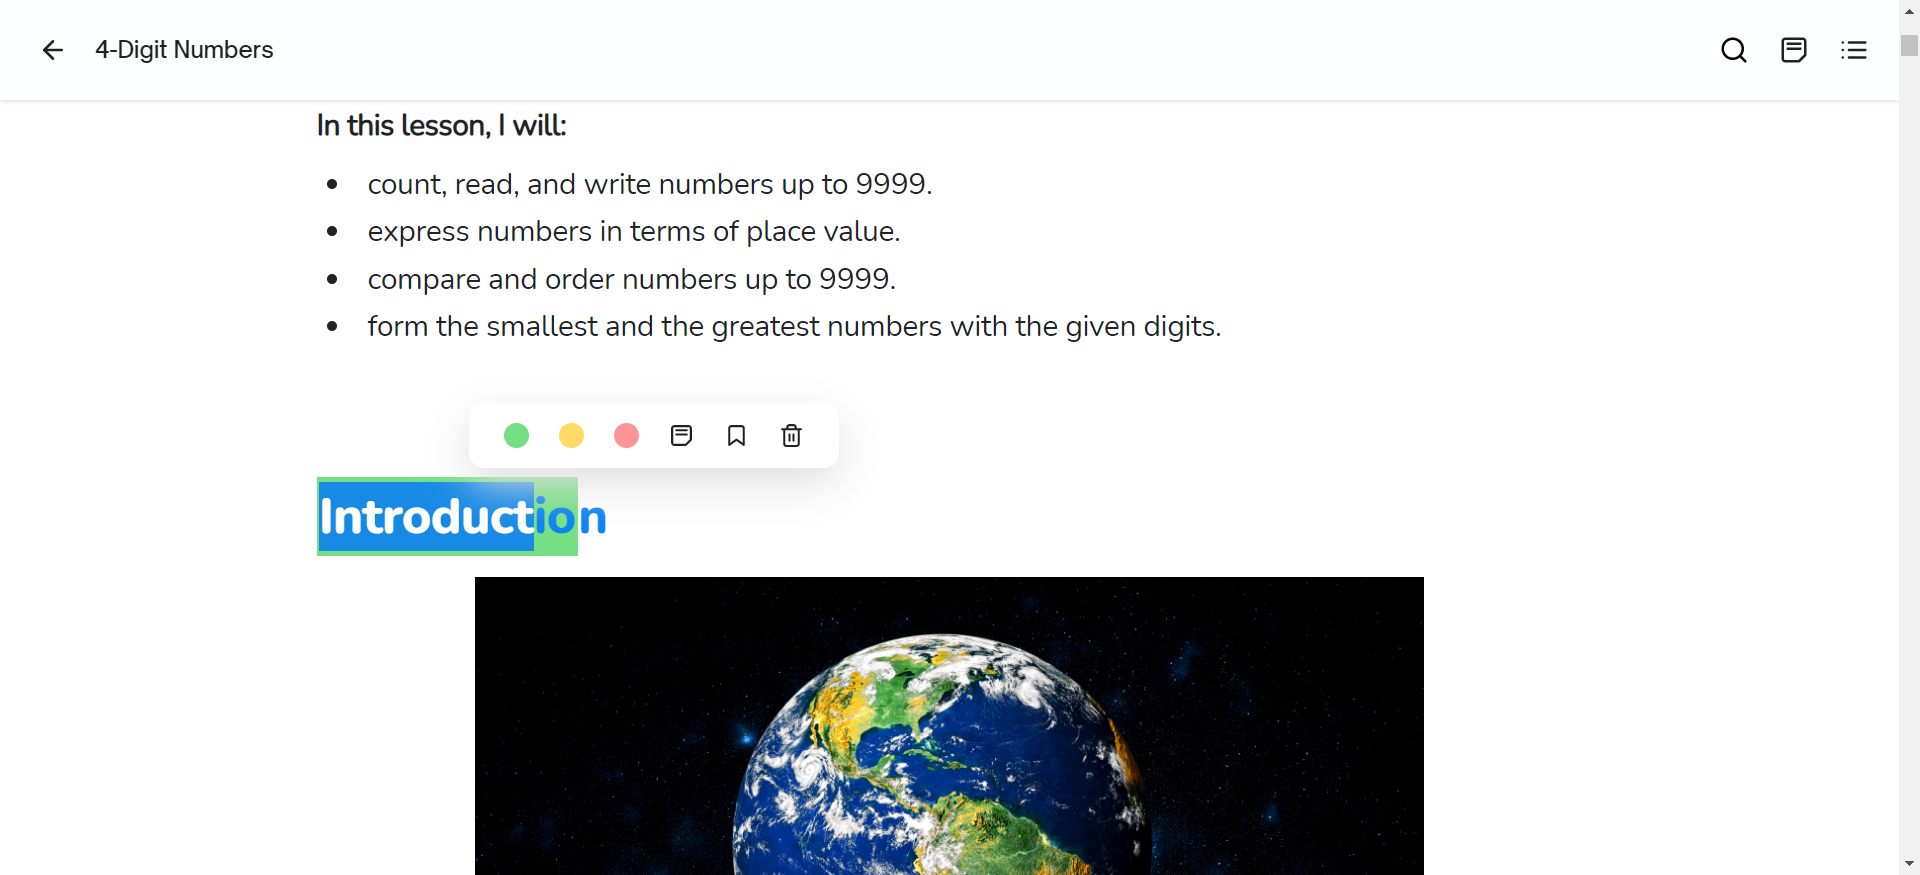 4-Digit Numbers
In this lesson, I will:
count, read, and write numbers up to 9999.
express numbers in terms of place value.
compare and order numbers up to 9999.
form the smallest and the greatest numbers with the given digits.
Introduction